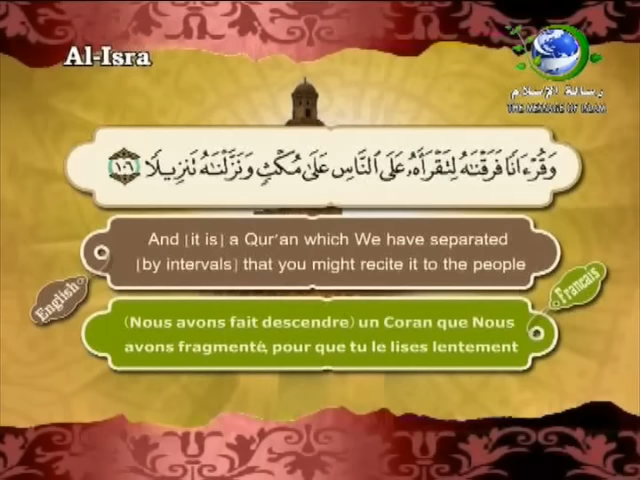 Al-Isra
رسالة الإسلام
THE MESSAGE OF ISLAM
وَقُرْءَانًا فَرَقْنَٰهُ لِتَقْرَأَهُۥ عَلَى ٱلنَّاسِ عَلَىٰ مُكْثٍ وَنَزَّلْنَٰهُ تَنزِيلًا ١٠٦
And [it is] a Qur'an which We have separated
[by intervals] that you might recite it to the people
English
Francais
(Nous avons fait descendre) un Coran que Nous
avons fragmenté, pour que tu le lises lentement